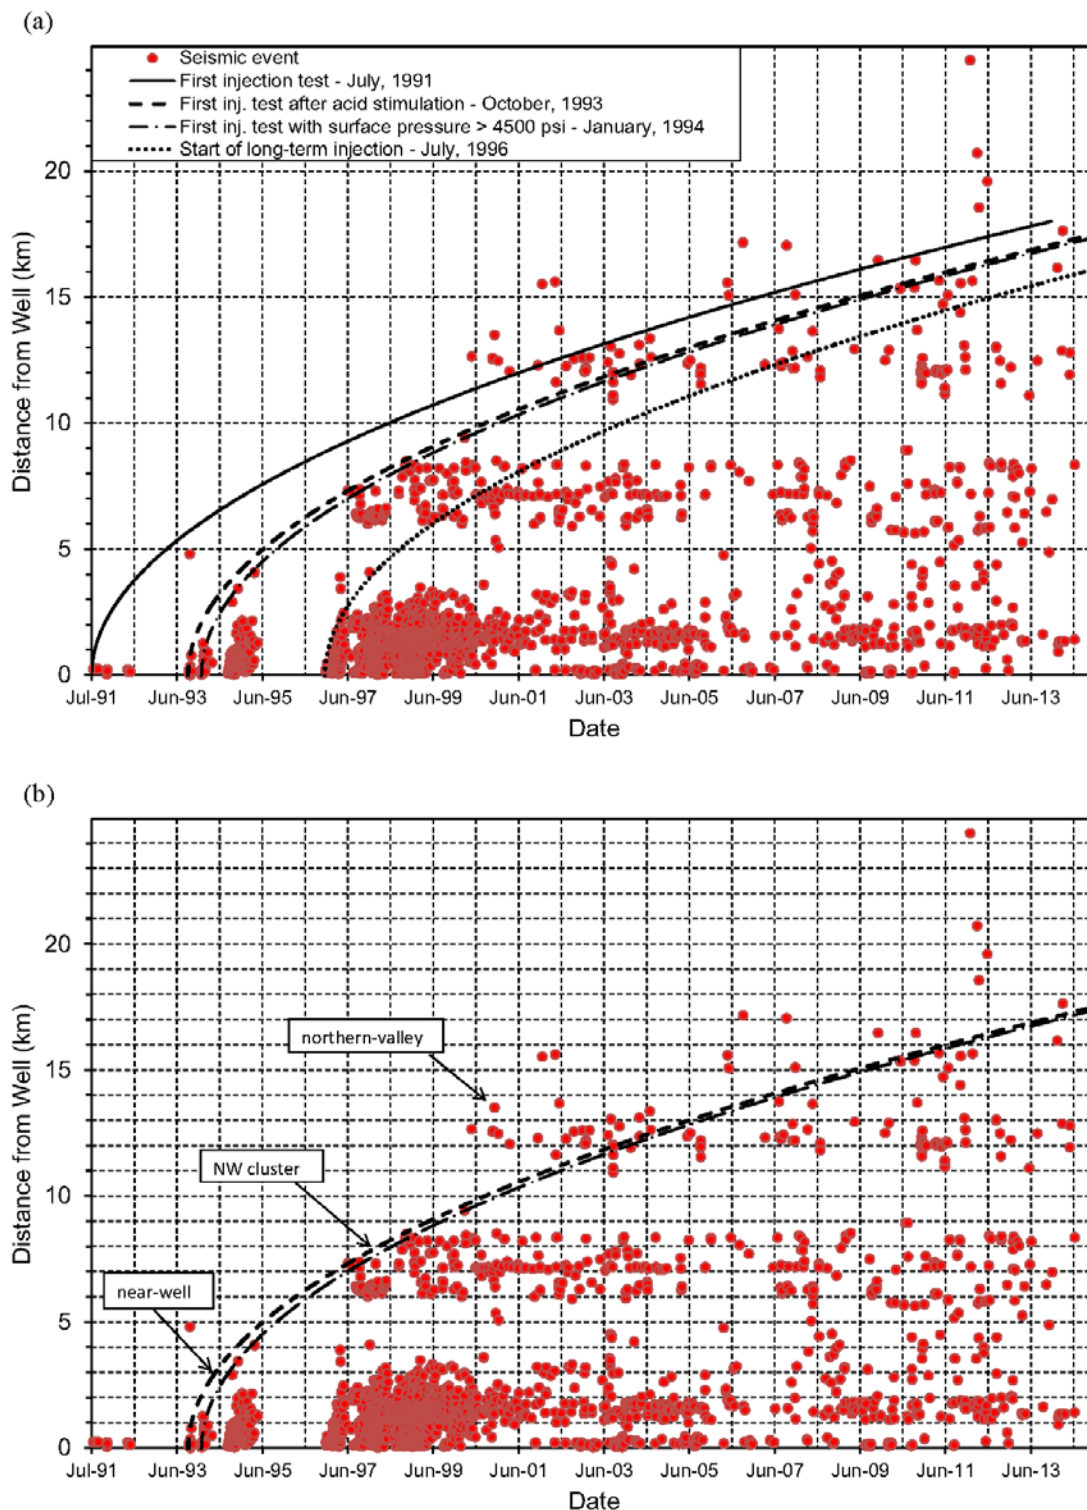 (a)
Seismic event
First injection test - July, 1991
First inj. test after acid stimulation - October, 1993
First inj. test with surface pressure > 4500 psi - January, 1994
Start of long-term injection - July, 1996
20
15
10
5
0
Distance from Well (km)
Jul-91 Jun-93 Jun-95 Jun-97 Jun-99 Jun-01 Jun-03 Jun-05 Jun-07 Jun-09 Jun-11 Jun-13
Date
(b)
20
15
10
5
0
Distance from Well (km)
northern-valley
NW cluster
near-well
Jul-91 Jun-93 Jun-95 Jun-97 Jun-99 Jun-01 Jun-03 Jun-05 Jun-07 Jun-09 Jun-11 Jun-13
Date